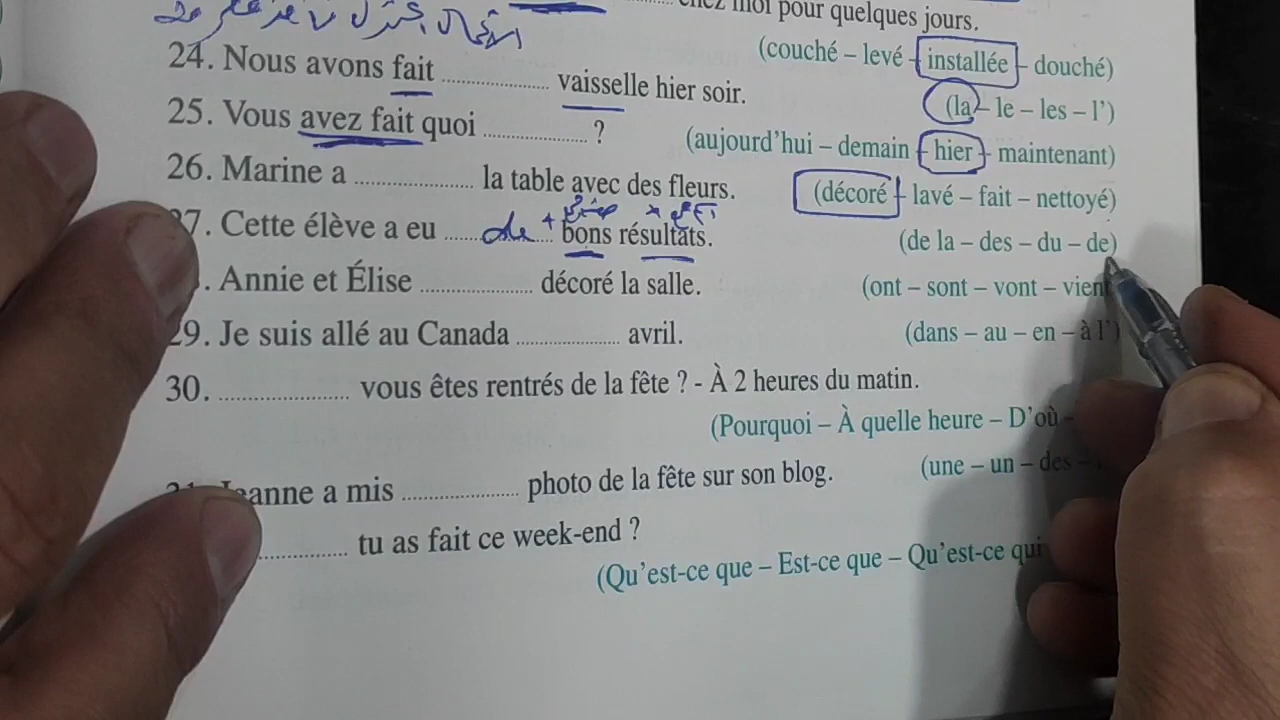 chez moi pour quelques jours.
(couché – levé – installée – douché)
24. Nous avons fait .................... vaisselle hier soir.
(la – le – les – l')
25. Vous avez fait quoi .................... ?
(aujourd'hui – demain – hier – maintenant)
26. Marine a .................... la table avec des fleurs.
(décoré – lavé – fait – nettoyé)
27. Cette élève a eu ...... de ...... bons résultats.
(de la – des – du – de)
. Annie et Élise .................... décoré la salle.
(ont – sont – vont – vien
29. Je suis allé au Canada .................... avril.
(dans – au – en – à l')
30. .................... vous êtes rentrés de la fête ? - À 2 heures du matin.
(Pourquoi – À quelle heure – D'où –
31. Jeanne a mis .................... photo de la fête sur son blog.
(une – un – des –
.................... tu as fait ce week-end ?
(Qu'est-ce que – Est-ce que – Qu'est-ce qui